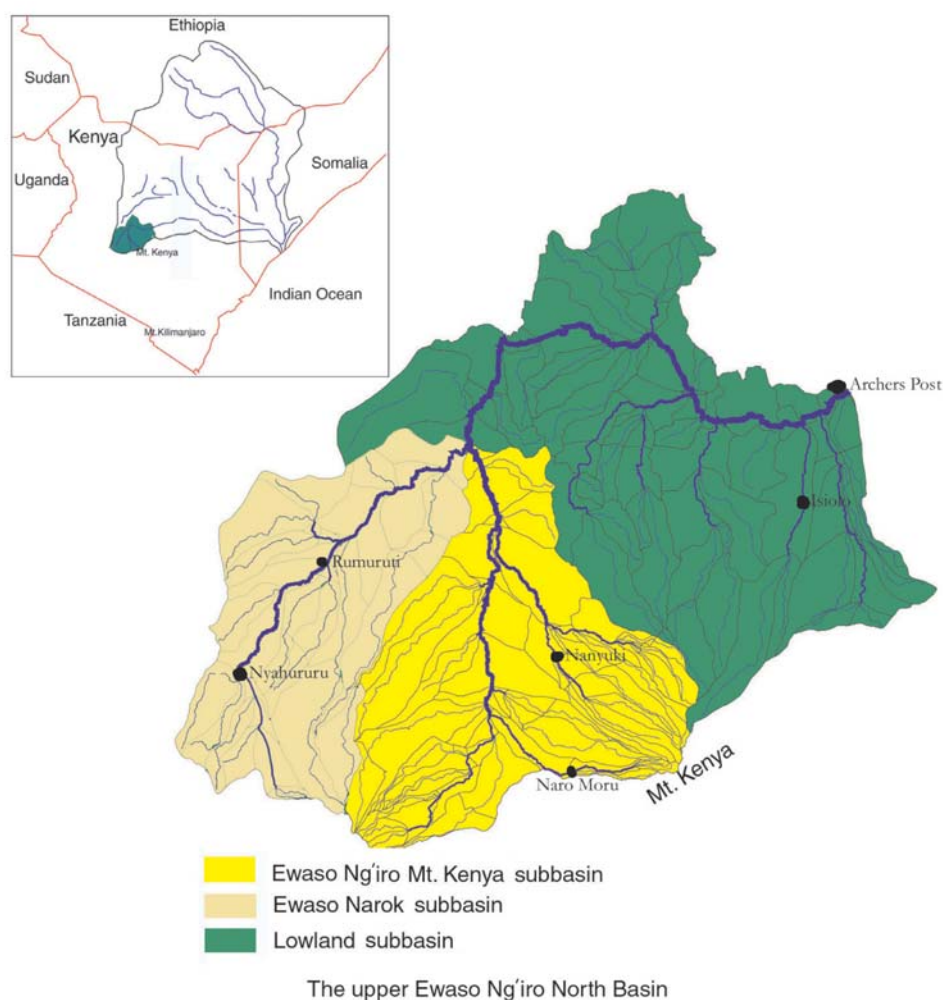 Ethiopia
Sudan
Kenya
Somalia
Uganda
Mt. Kenya
Indian Ocean
Tanzania
Mt.Kilimanjaro
Archers Post
Isiolo
Rumuruti
Nanyuki
Nyahururu
Naro Moru
Mt. Kenya
Ewaso Ng'iro Mt. Kenya subbasin
Ewaso Narok subbasin
Lowland subbasin
The upper Ewaso Ng'iro North Basin